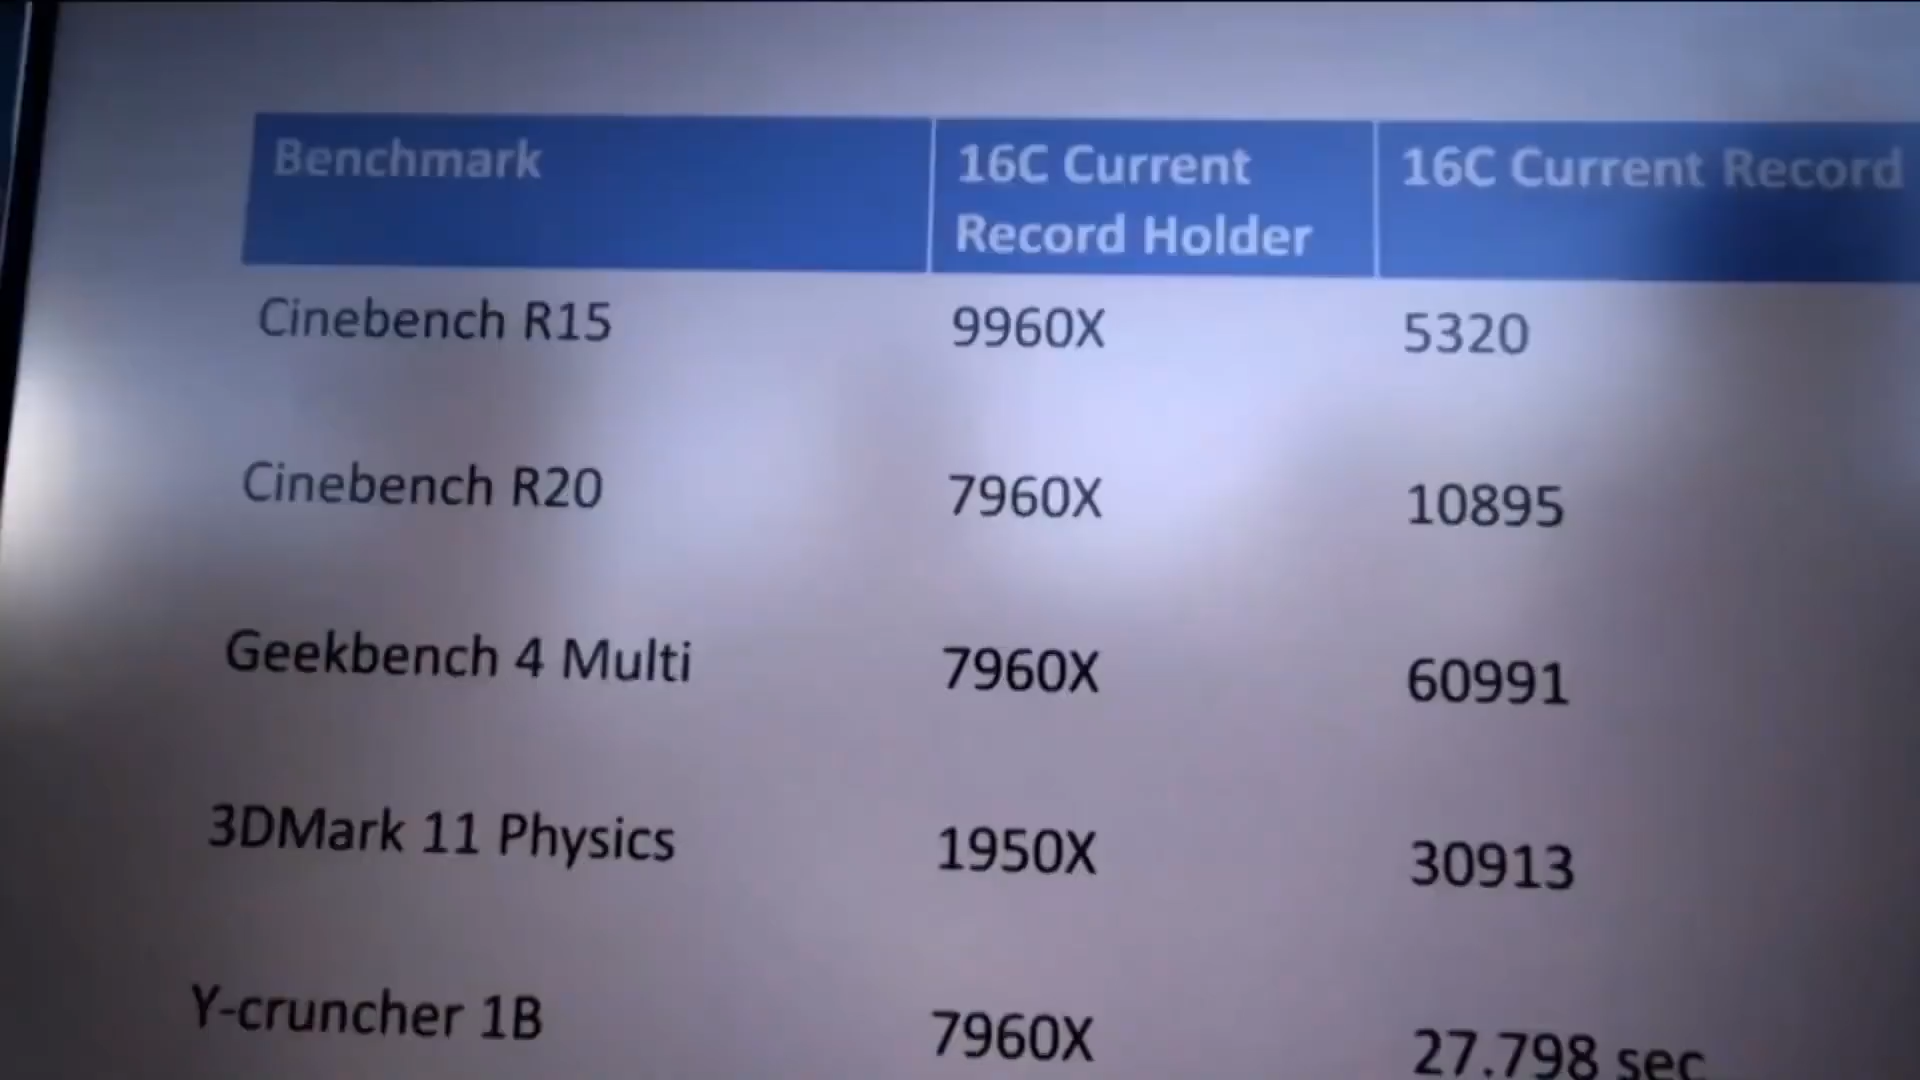 Benchmark
16C Current
Record Holder
16C Current Record
Cinebench R15 9960X 5320
Cinebench R20 7960X 10895
Geekbench 4 Multi 7960X 60991
3DMark 11 Physics 1950X 30913
Y-cruncher 1B 7960X 27.798 sec